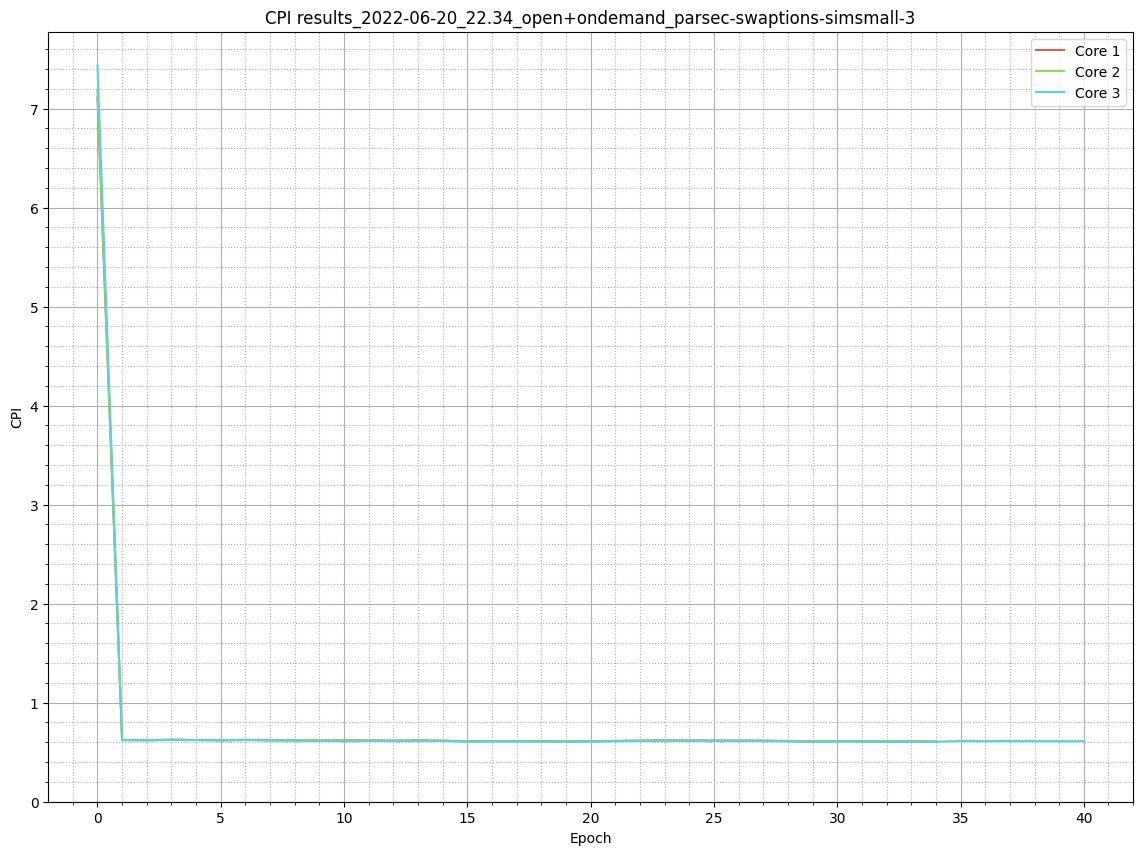 CPI results_2022-06-20_22.34_open+ondemand_parsec-swaptions-simsmall-3
Core 1
Core 2
Core 3
7
6
5
4
3
2
1
0
CPI
0 5 10 15 20 25 30 35 40
Epoch